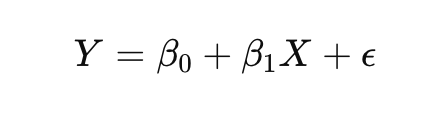 Y = β₀ + β₁X + ϵ